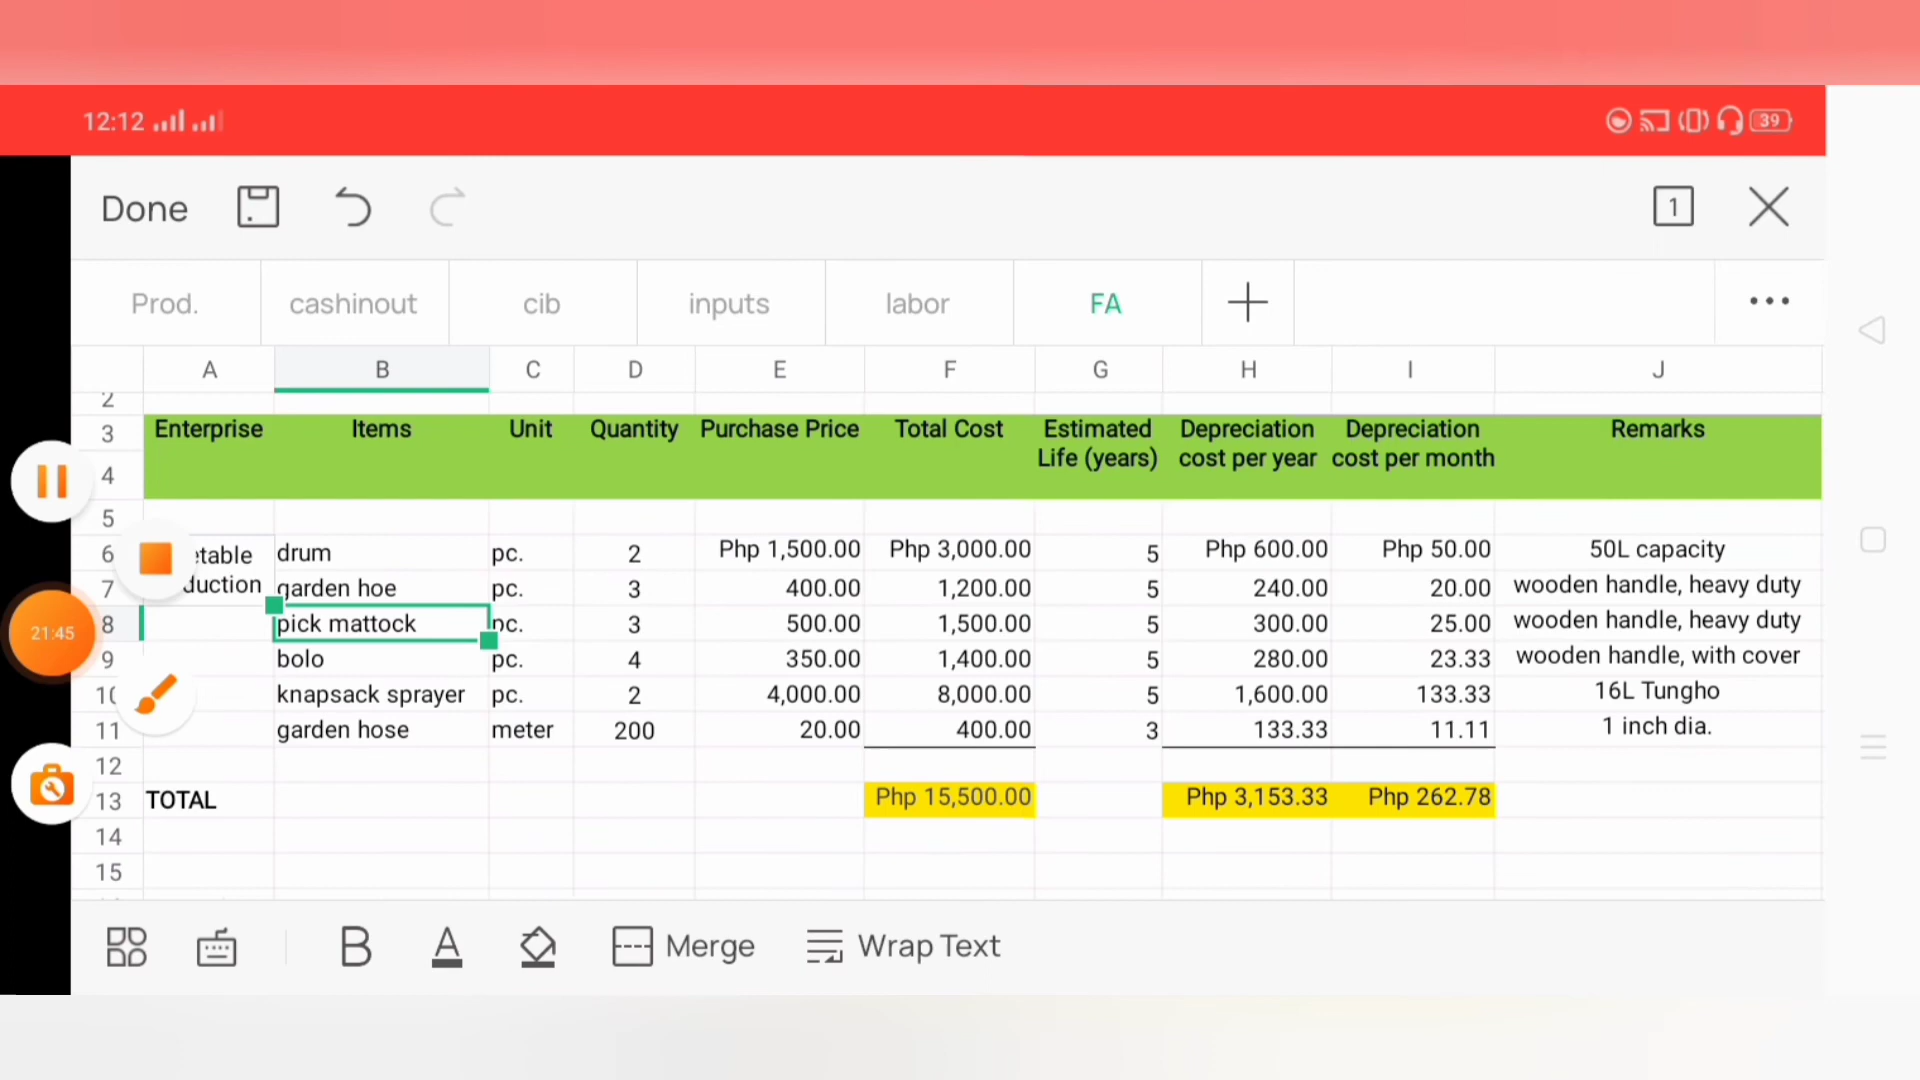 12:12
39
Done
1
Prod. cashinout cib inputs labor FA
A B C D E F G H I J
2
3 Enterprise Items Unit Quantity Purchase Price Total Cost Estimated Depreciation Depreciation Remarks
4 Life (years) cost per year cost per month
5
6 etable drum pc. 2 Php 1,500.00 Php 3,000.00 5 Php 600.00 Php 50.00 50L capacity
7 duction garden hoe pc. 3 400.00 1,200.00 5 240.00 20.00 wooden handle, heavy duty
8 pick mattock pc. 3 500.00 1,500.00 5 300.00 25.00 wooden handle, heavy duty
21:45
9 bolo pc. 4 350.00 1,400.00 5 280.00 23.33 wooden handle, with cover
10 knapsack sprayer pc. 2 4,000.00 8,000.00 5 1,600.00 133.33 16L Tungho
11 garden hose meter 200 20.00 400.00 3 133.33 11.11 1 inch dia.
12
13 TOTAL Php 15,500.00 Php 3,153.33 Php 262.78
14
15
B A Merge Wrap Text